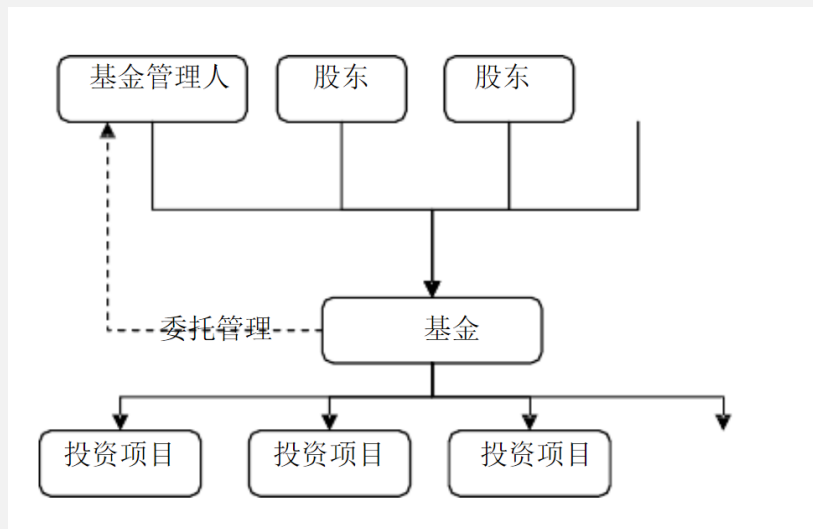 基金管理人
股东
股东
委托管理
基金
投资项目
投资项目
投资项目